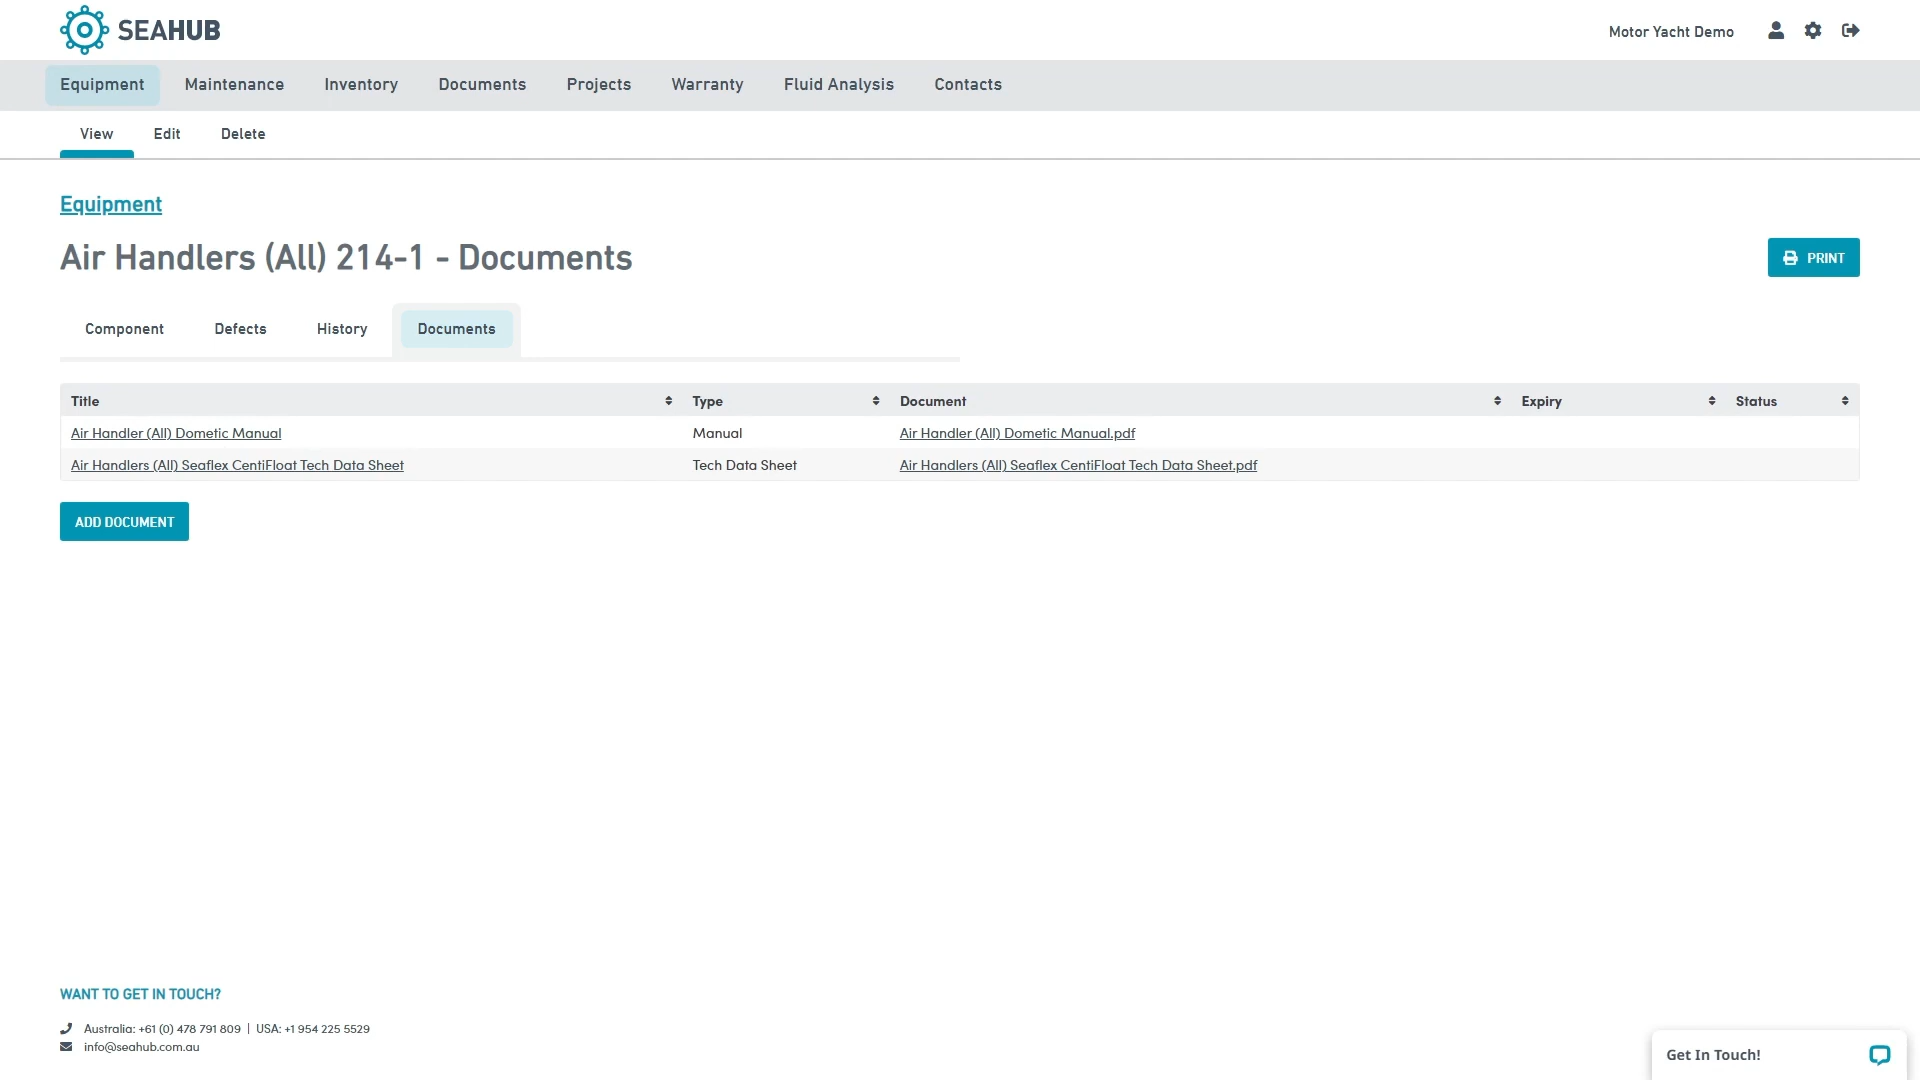 SEAHUB
Motor Yacht Demo
Equipment Maintenance Inventory Documents Projects Warranty Fluid Analysis Contacts
View Edit Delete
Equipment
Air Handlers (All) 214-1 - Documents
PRINT
Component Defects History Documents
Title Type Document Expiry Status
Air Handler (All) Dometic Manual Manual Air Handler (All) Dometic Manual.pdf
Air Handlers (All) Seaflex CentiFloat Tech Data Sheet Tech Data Sheet Air Handlers (All) Seaflex CentiFloat Tech Data Sheet.pdf
ADD DOCUMENT
WANT TO GET IN TOUCH?
Australia: +61 (0) 478 791 809 | USA: +1 954 225 5529
info@seahub.com.au
Get In Touch!